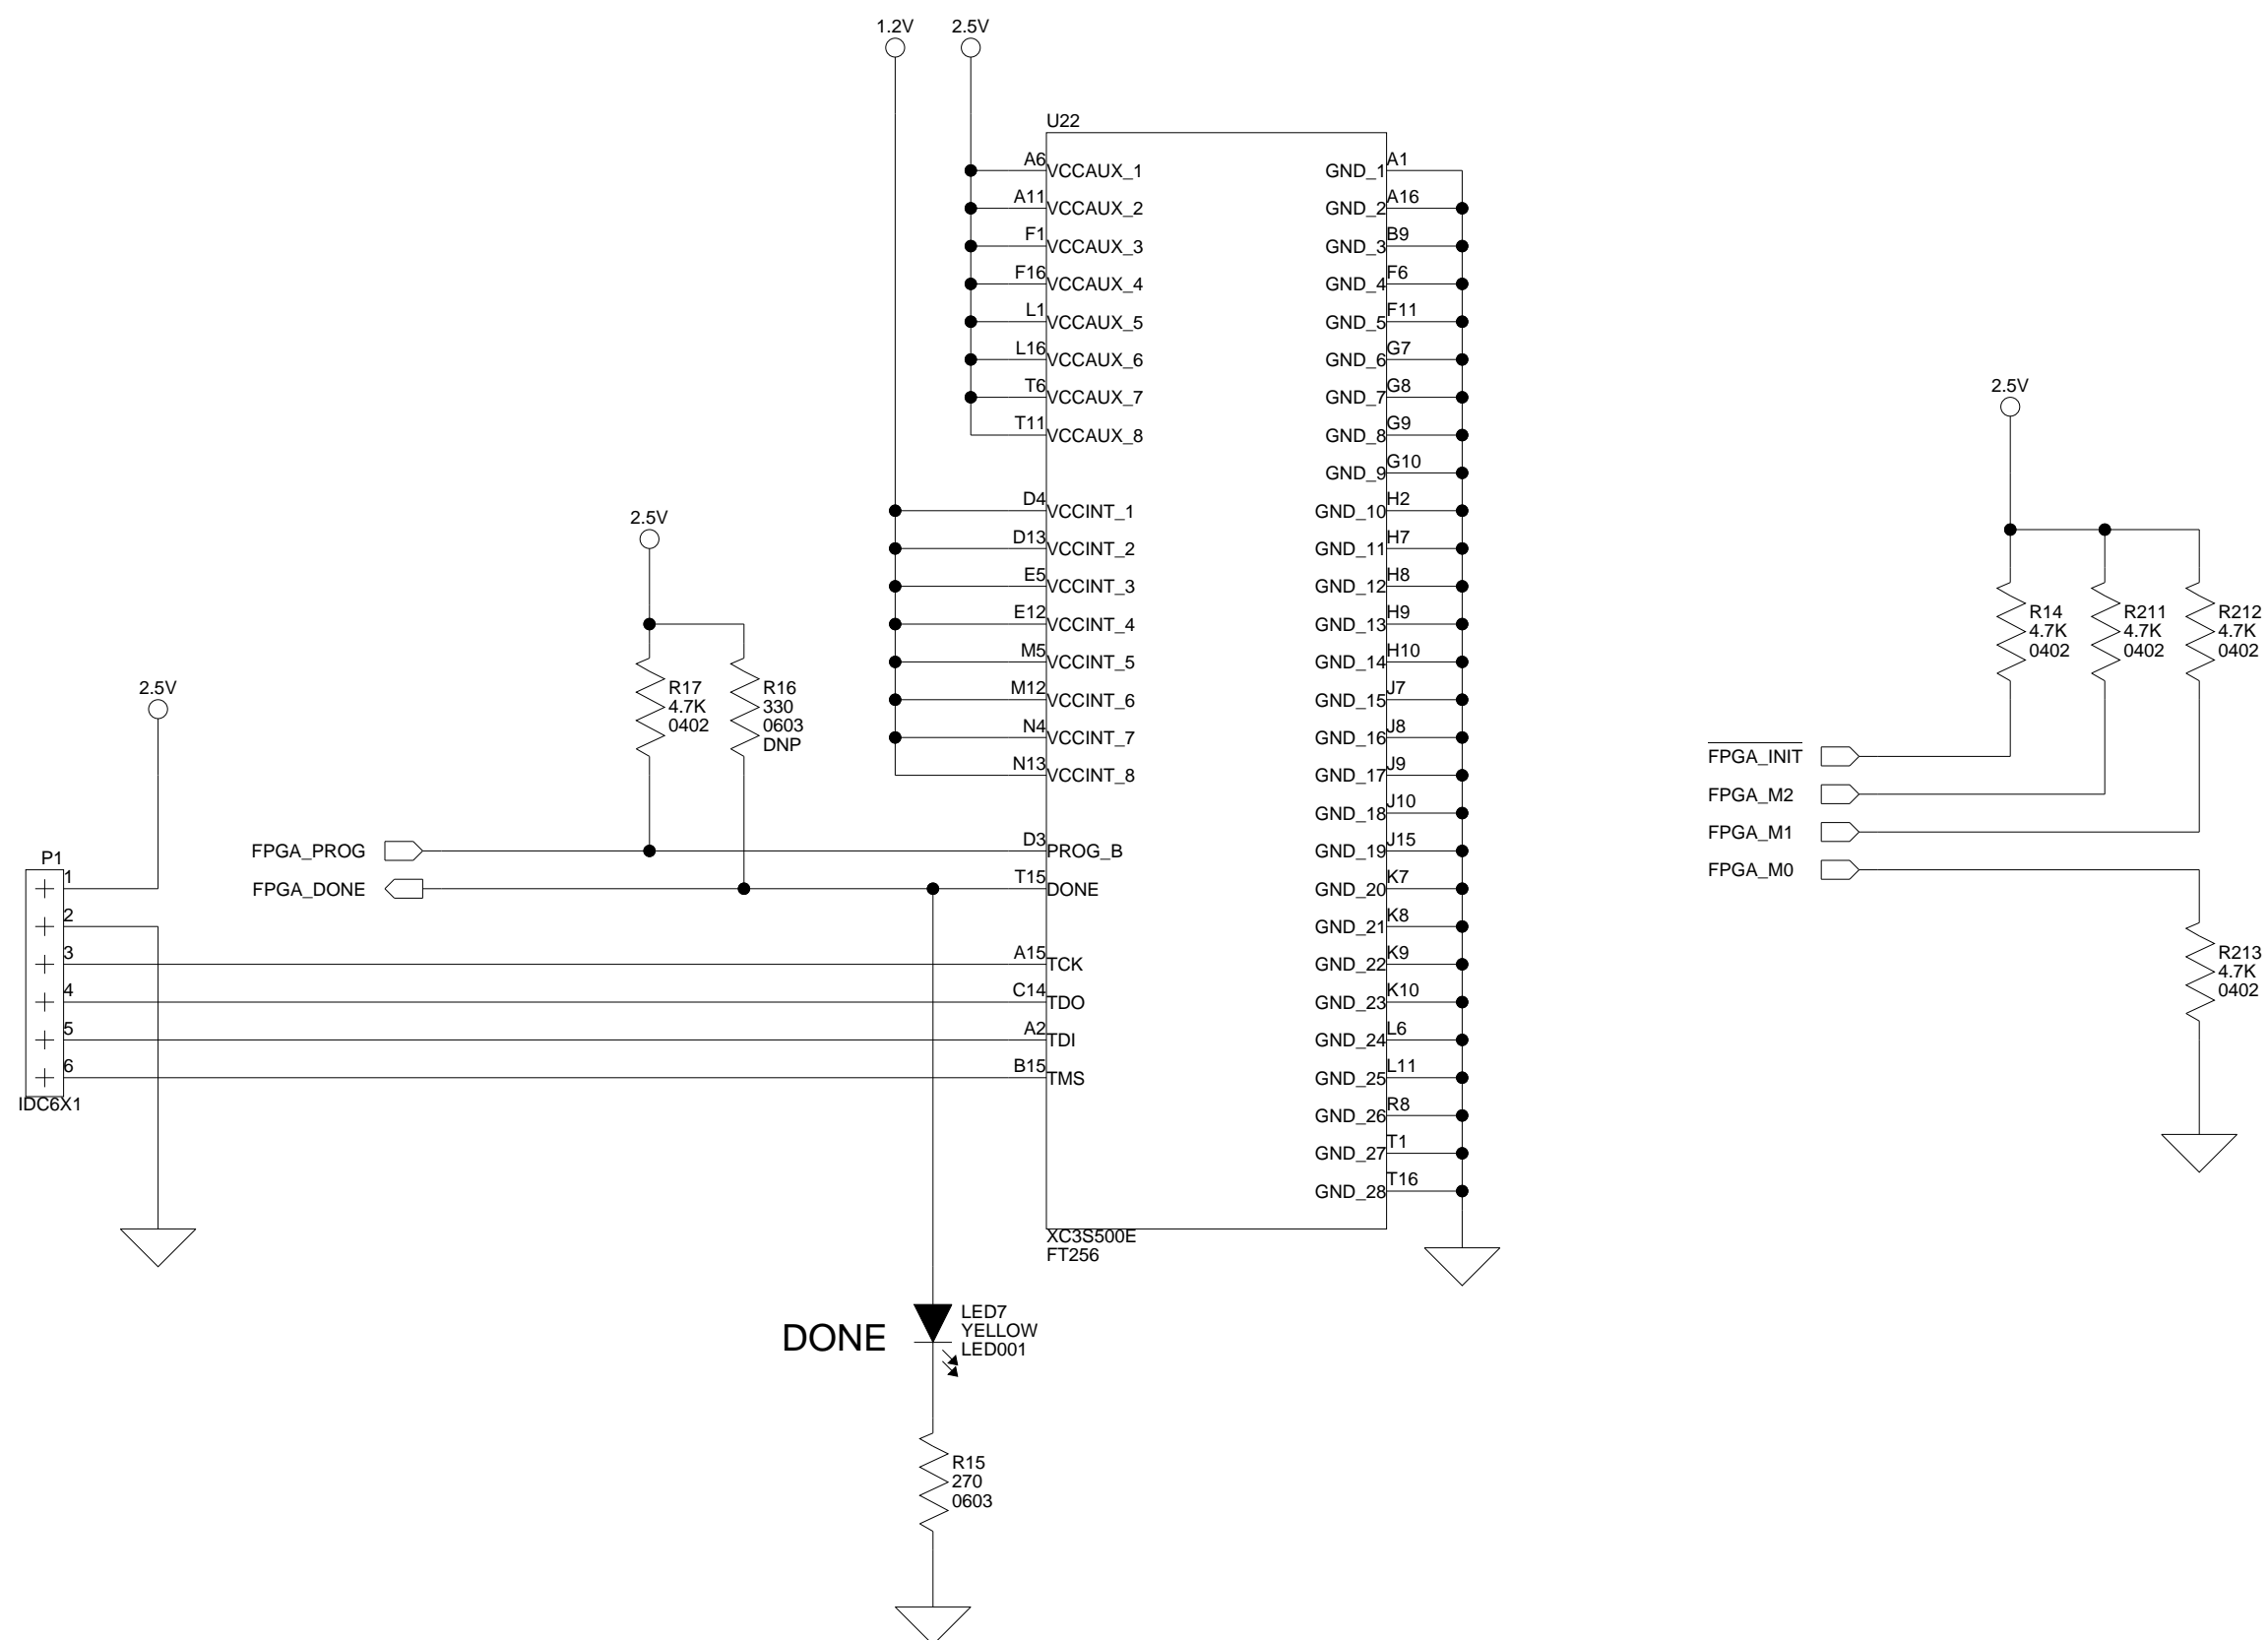 1.2V
2.5V
U22
A6
VCCAUX_1
A11
VCCAUX_2
F1
VCCAUX_3
F16
VCCAUX_4
L1
VCCAUX_5
L16
VCCAUX_6
T6
VCCAUX_7
T11
VCCAUX_8
D4
VCCINT_1
D13
VCCINT_2
E5
VCCINT_3
E12
VCCINT_4
M5
VCCINT_5
M12
VCCINT_6
N4
VCCINT_7
N13
VCCINT_8
D3
PROG_B
T15
DONE
A15
TCK
C14
TDO
A2
TDI
B15
TMS
A1
GND_1
A16
GND_2
B9
GND_3
F6
GND_4
F11
GND_5
G7
GND_6
G8
GND_7
G9
GND_8
G10
GND_9
H2
GND_10
H7
GND_11
H8
GND_12
H9
GND_13
H10
GND_14
J7
GND_15
J8
GND_16
J9
GND_17
J10
GND_18
J15
GND_19
K7
GND_20
K8
GND_21
K9
GND_22
K10
GND_23
L6
GND_24
L11
GND_25
R8
GND_26
T1
GND_27
T16
GND_28
XC3S500E
FT256
2.5V
R17
4.7K
0402
R16
330
0603
DNP
2.5V
FPGA_PROG
FPGA_DONE
P1
1
2
3
4
5
6
IDC6X1
DONE
LED7
YELLOW
LED001
R15
270
0603
2.5V
R14
4.7K
0402
R211
4.7K
0402
R212
4.7K
0402
FPGA_INIT
FPGA_M2
FPGA_M1
FPGA_M0
R213
4.7K
0402